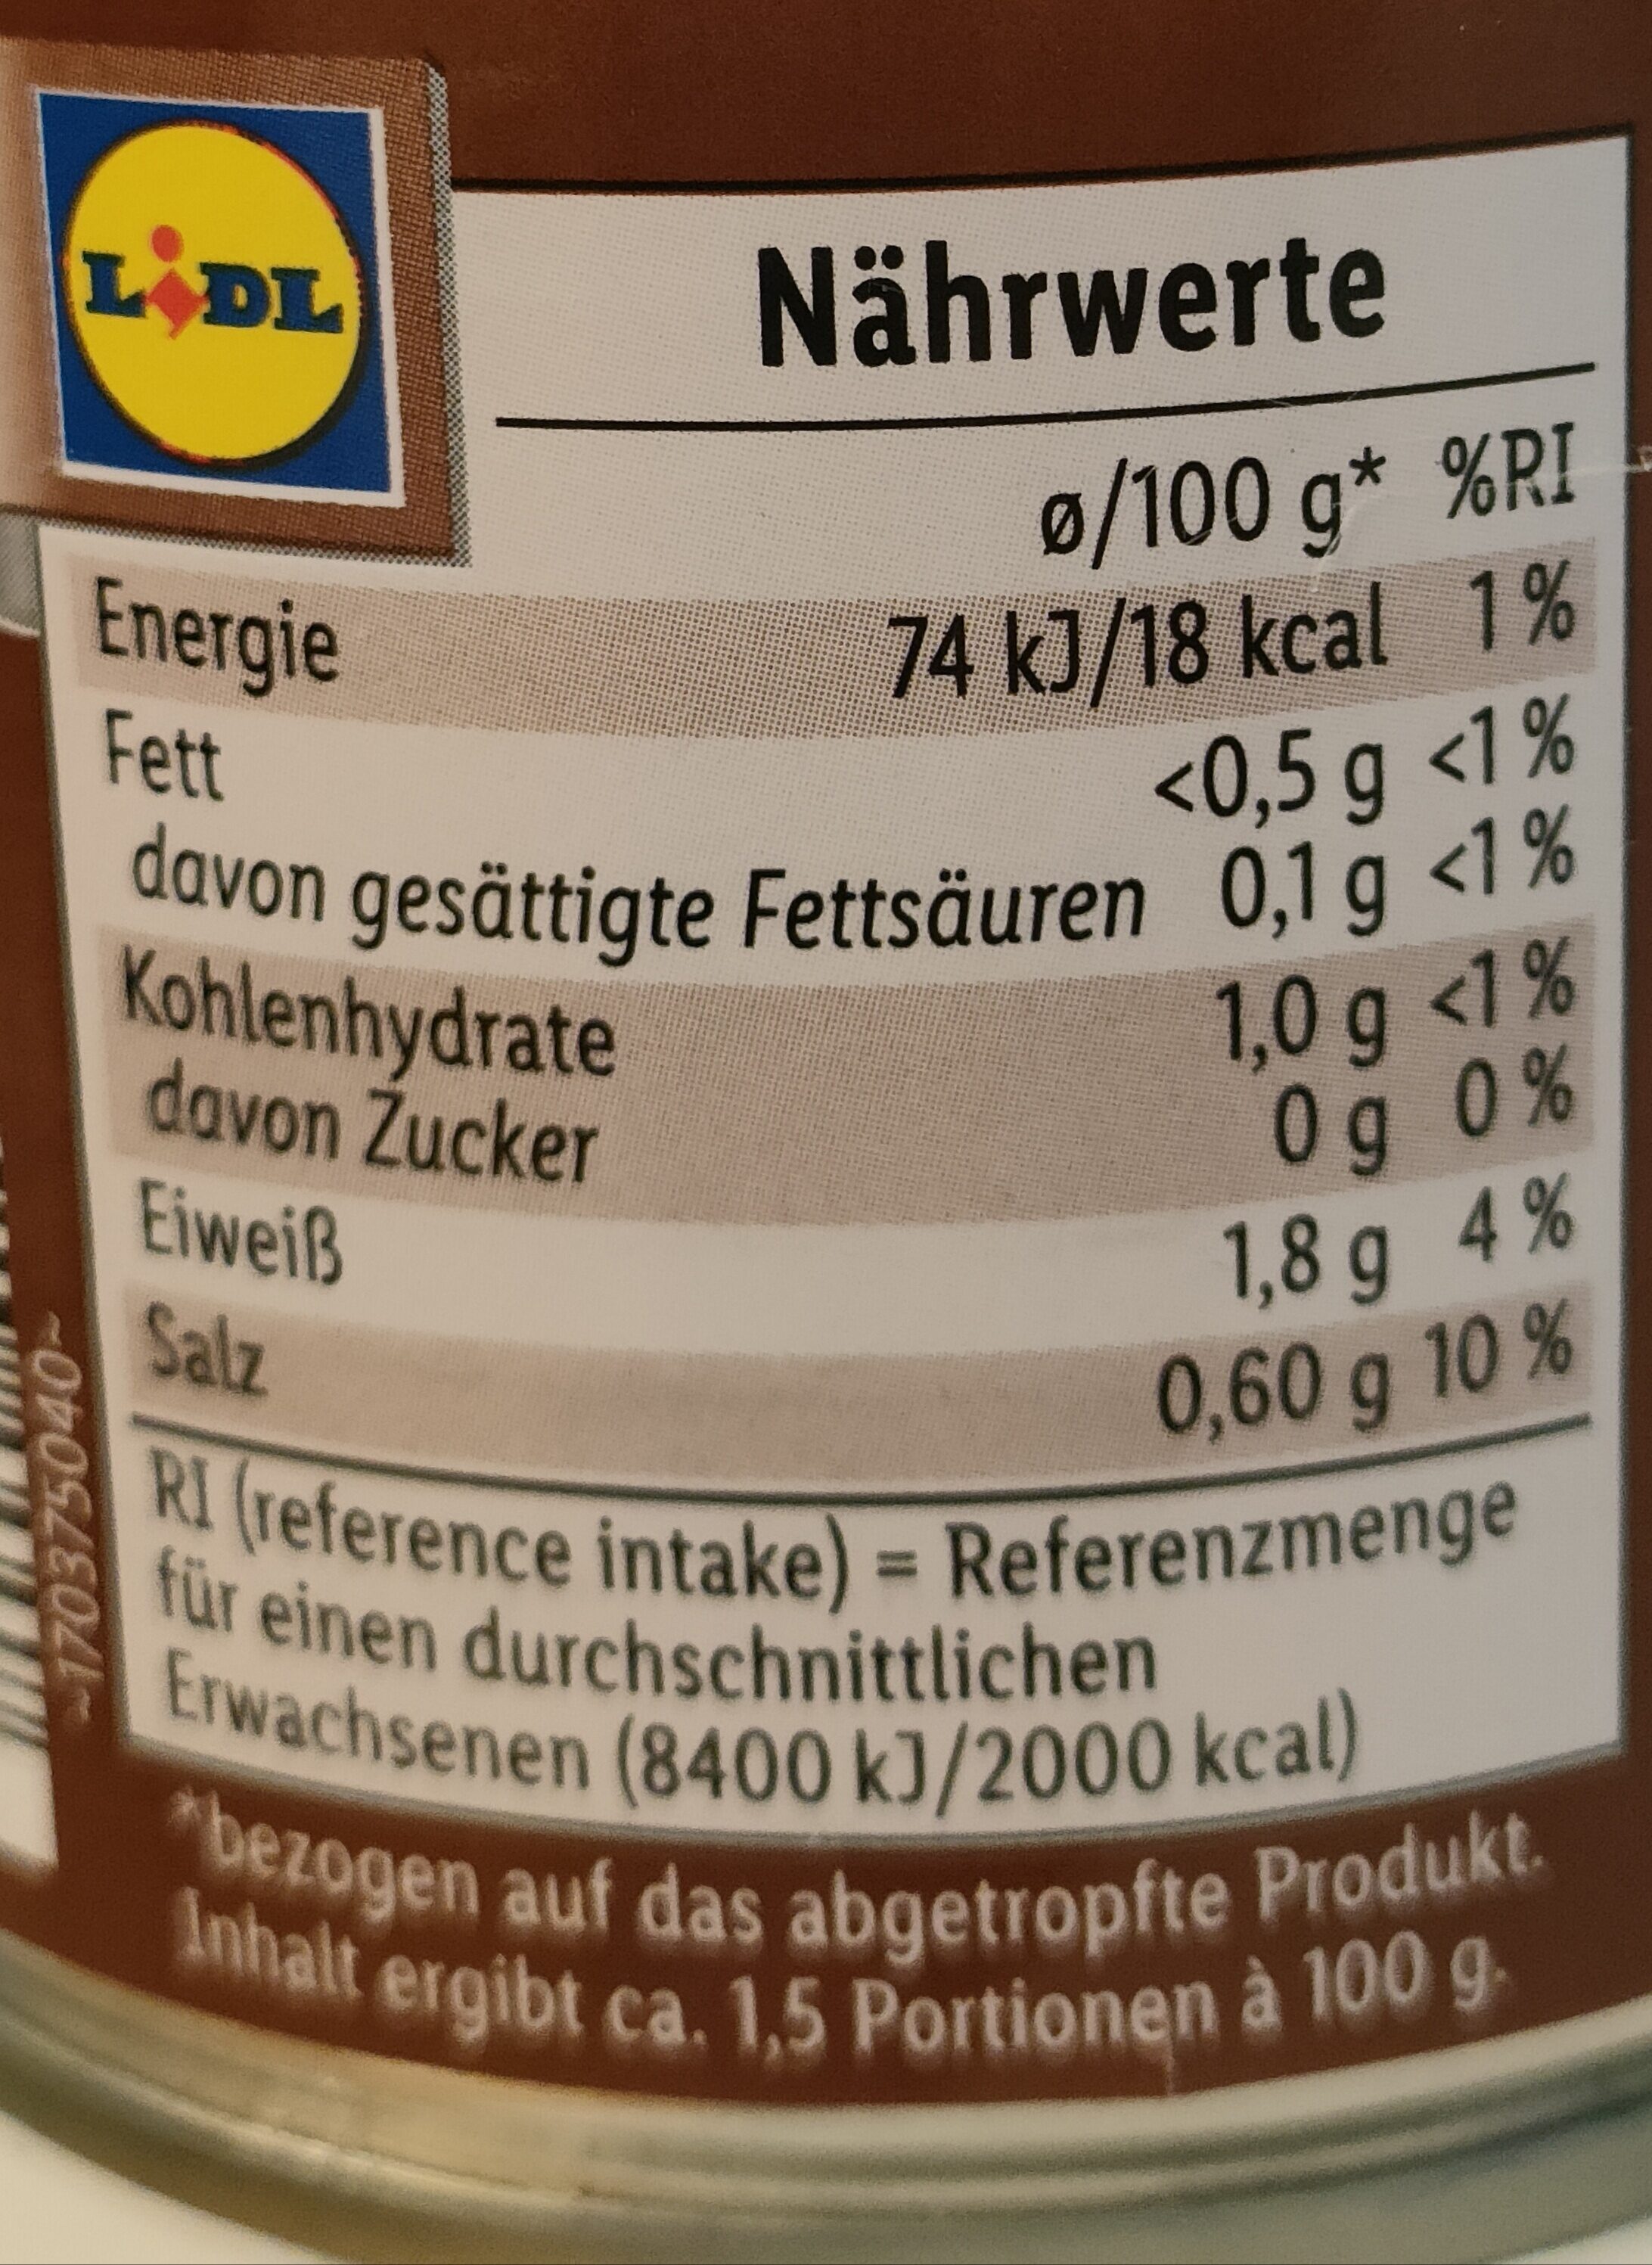 LiDL
Nährwerte
ø/100 g* %RI
Energie 74 kJ/18 kcal 1 %
Fett <0,5 g <1 %
davon gesättigte Fettsäuren 0,1 g <1 %
Kohlenhydrate 1,0 g <1 %
davon Zucker 0 g 0 %
Eiweiß 1,8 g 4 %
Salz 0,60 g 10 %
RI (reference intake) = Referenzmenge
für einen durchschnittlichen
Erwachsenen (8400 kJ/2000 kcal)
*bezogen auf das abgetropfte Produkt.
Inhalt ergibt ca. 1,5 Portionen à 100 g.
~170375040~